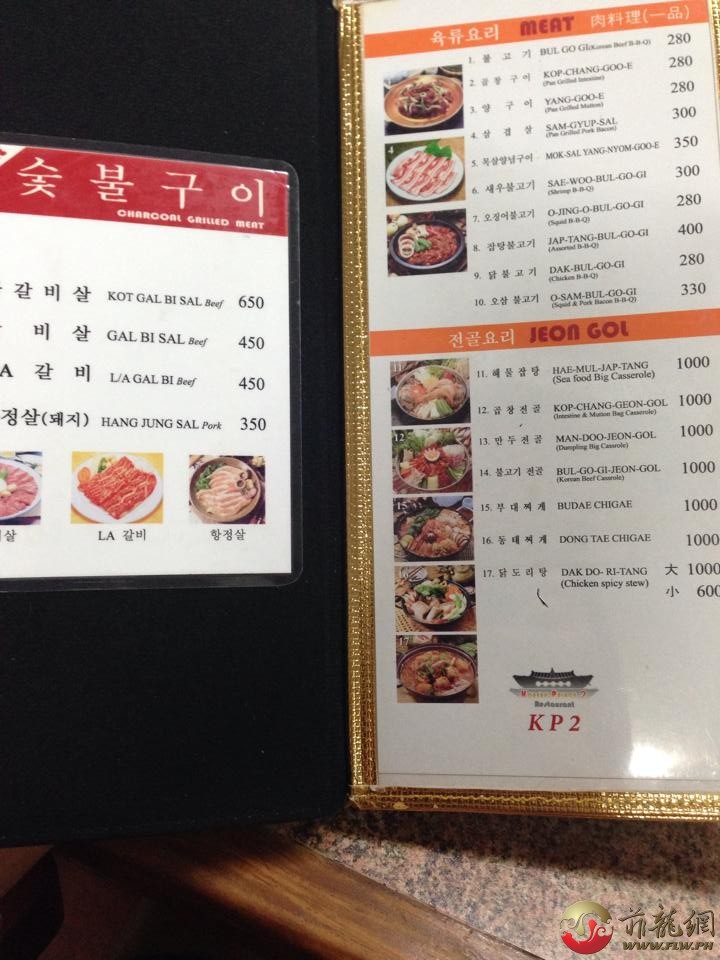 숯 불 구 이
CHARCOAL GRILLED MEAT
갈 비 살 KOT GAL BI SAL Beef 650
비 살 GAL BI SAL Beef 450
A 갈 비 L/A GAL BI Beef 450
정살(돼지) HANG JUNG SAL Pork 350
LA 갈비
항정살
육류요리 MEAT 肉料理(一品)
1. 불 고 기 BUL GO GI(Korean Beef B-B-Q) 280
2. 곱 창 구 이 KOP-CHANG-GOO-E 280
(Pan Grilled Intestine)
3. 양 구 이 YANG-GOO-E 280
(Pan Grilled Mutton)
4. 삼 겹 살 SAM-GYUP-SAL 300
(Pan Grilled Pork Bacon)
5. 목살양념구이 MOK-SAL YANG-NYOM-GOO-E 350
6. 새우불고기 SAE-WOO-BUL-GO-GI 300
(Shrimp B-B-Q)
7. 오징어불고기 O-JING-O-BUL-GO-GI 280
(Squid B-B-Q)
8. 잡탕불고기 JAP-TANG-BUL-GO-GI 400
(Assorted B-B-Q)
9. 닭 불 고 기 DAK-BUL-GO-GI 280
(Chicken B-B-Q)
10. 오삼 불고기 O-SAM-BUL-GO-GI 330
(Squid & Pork Bacon B-B-Q)
전골요리 JEON GOL
11. 해 물 잡 탕 HAE-MUL-JAP-TANG 1000
(Sea food Big Casserole)
12. 곱 창 전 골 KOP-CHANG-GEON-GOL 1000
(Intestine & Mutton Bag Casserole)
13. 만 두 전 골 MAN-DOO-JEON-GOL 1000
(Dumpling Big Casserole)
14. 불고기 전골 BUL-GO-GI-JEON-GOL 1000
(Korean Beef Cassrole)
15. 부 대 찌 게 BUDAE CHIGAE 1000
16. 동 태 찌 게 DONG TAE CHIGAE 1000
17. 닭 도 리 탕 DAK DO- RI-TANG 大 1000
(Chicken spicy stew) 小 600
4
11
12
15
17
Restaurant
KP2
菲龍網
WWW.FLW.PH